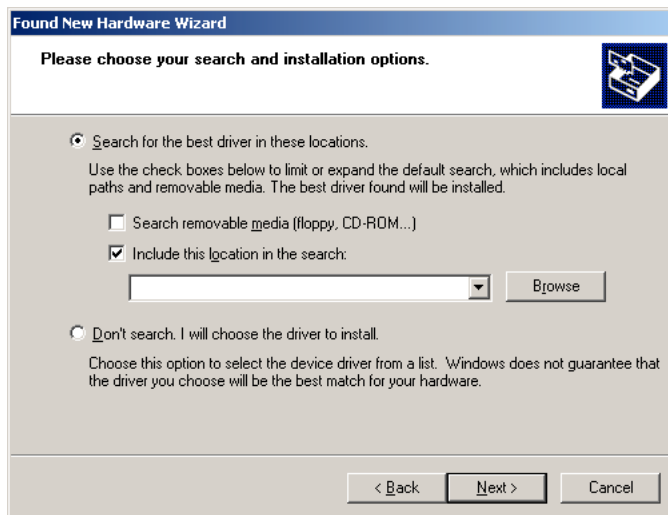 Found New Hardware Wizard
Please choose your search and installation options.
Search for the best driver in these locations.
Use the check boxes below to limit or expand the default search, which includes local
paths and removable media. The best driver found will be installed.
Search removable media (floppy, CD-ROM...)
Include this location in the search:
Browse
Don't search. I will choose the driver to install.
Choose this option to select the device driver from a list. Windows does not guarantee that
the driver you choose will be the best match for your hardware.
< Back
Next >
Cancel